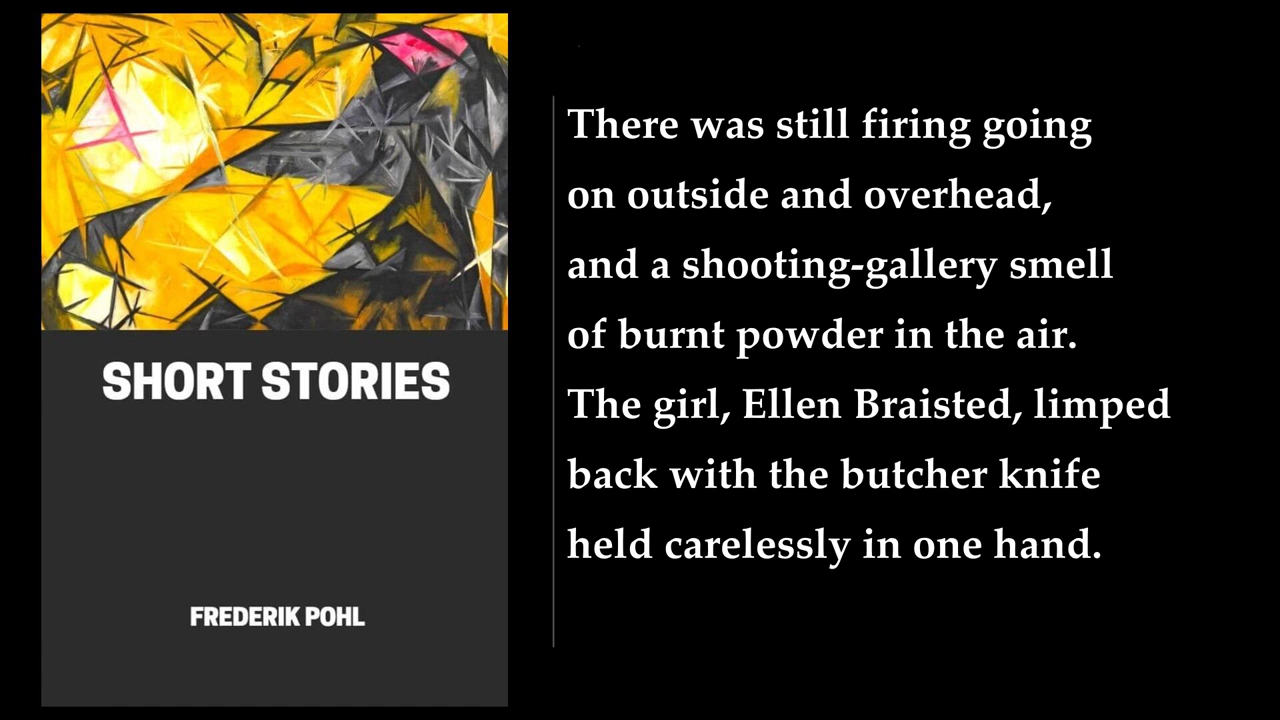 SHORT STORIES
FREDERIK POHL
There was still firing going
on outside and overhead,
and a shooting-gallery smell
of burnt powder in the air.
The girl, Ellen Braisted, limped
back with the butcher knife
held carelessly in one hand.